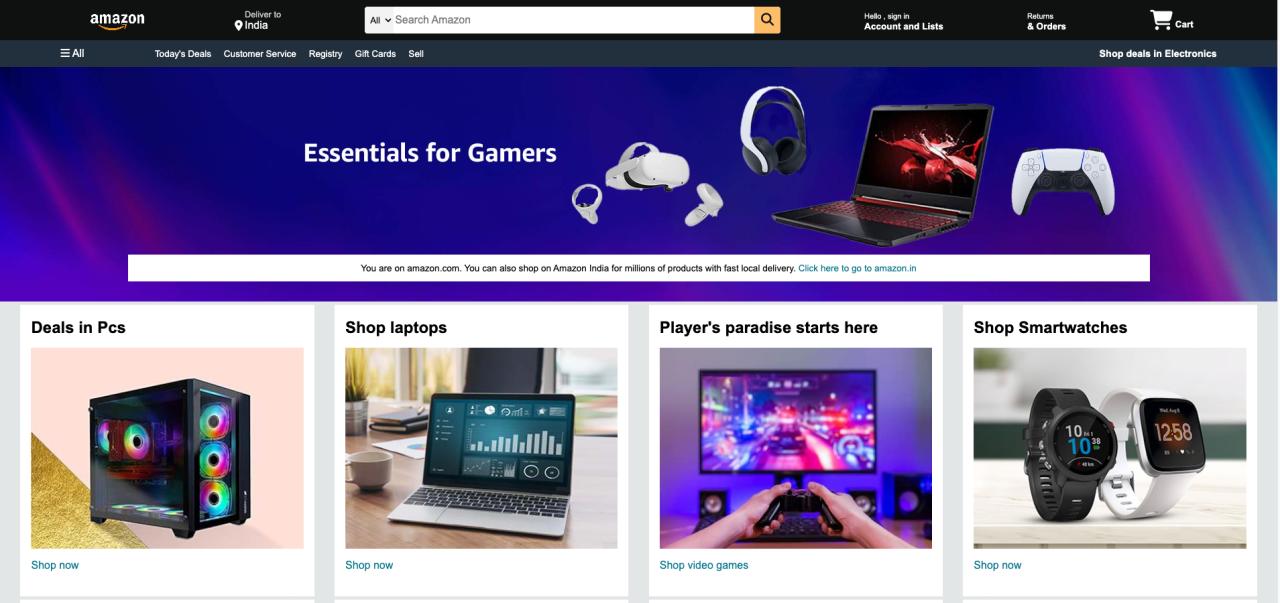 amazon
Deliver to
India
All
Search Amazon
Hello , sign in
Account and Lists
Returns
& Orders
Cart
All
Today's Deals
Customer Service
Registry
Gift Cards
Sell
Shop deals in Electronics
Essentials for Gamers
You are on amazon.com. You can also shop on Amazon India for millions of products with fast local delivery. Click here to go to amazon.in
Deals in Pcs
Shop laptops
Player's paradise starts here
Shop Smartwatches
10
10
38
Wed, Aug 8
12:58
Shop now
Shop now
Shop video games
Shop now